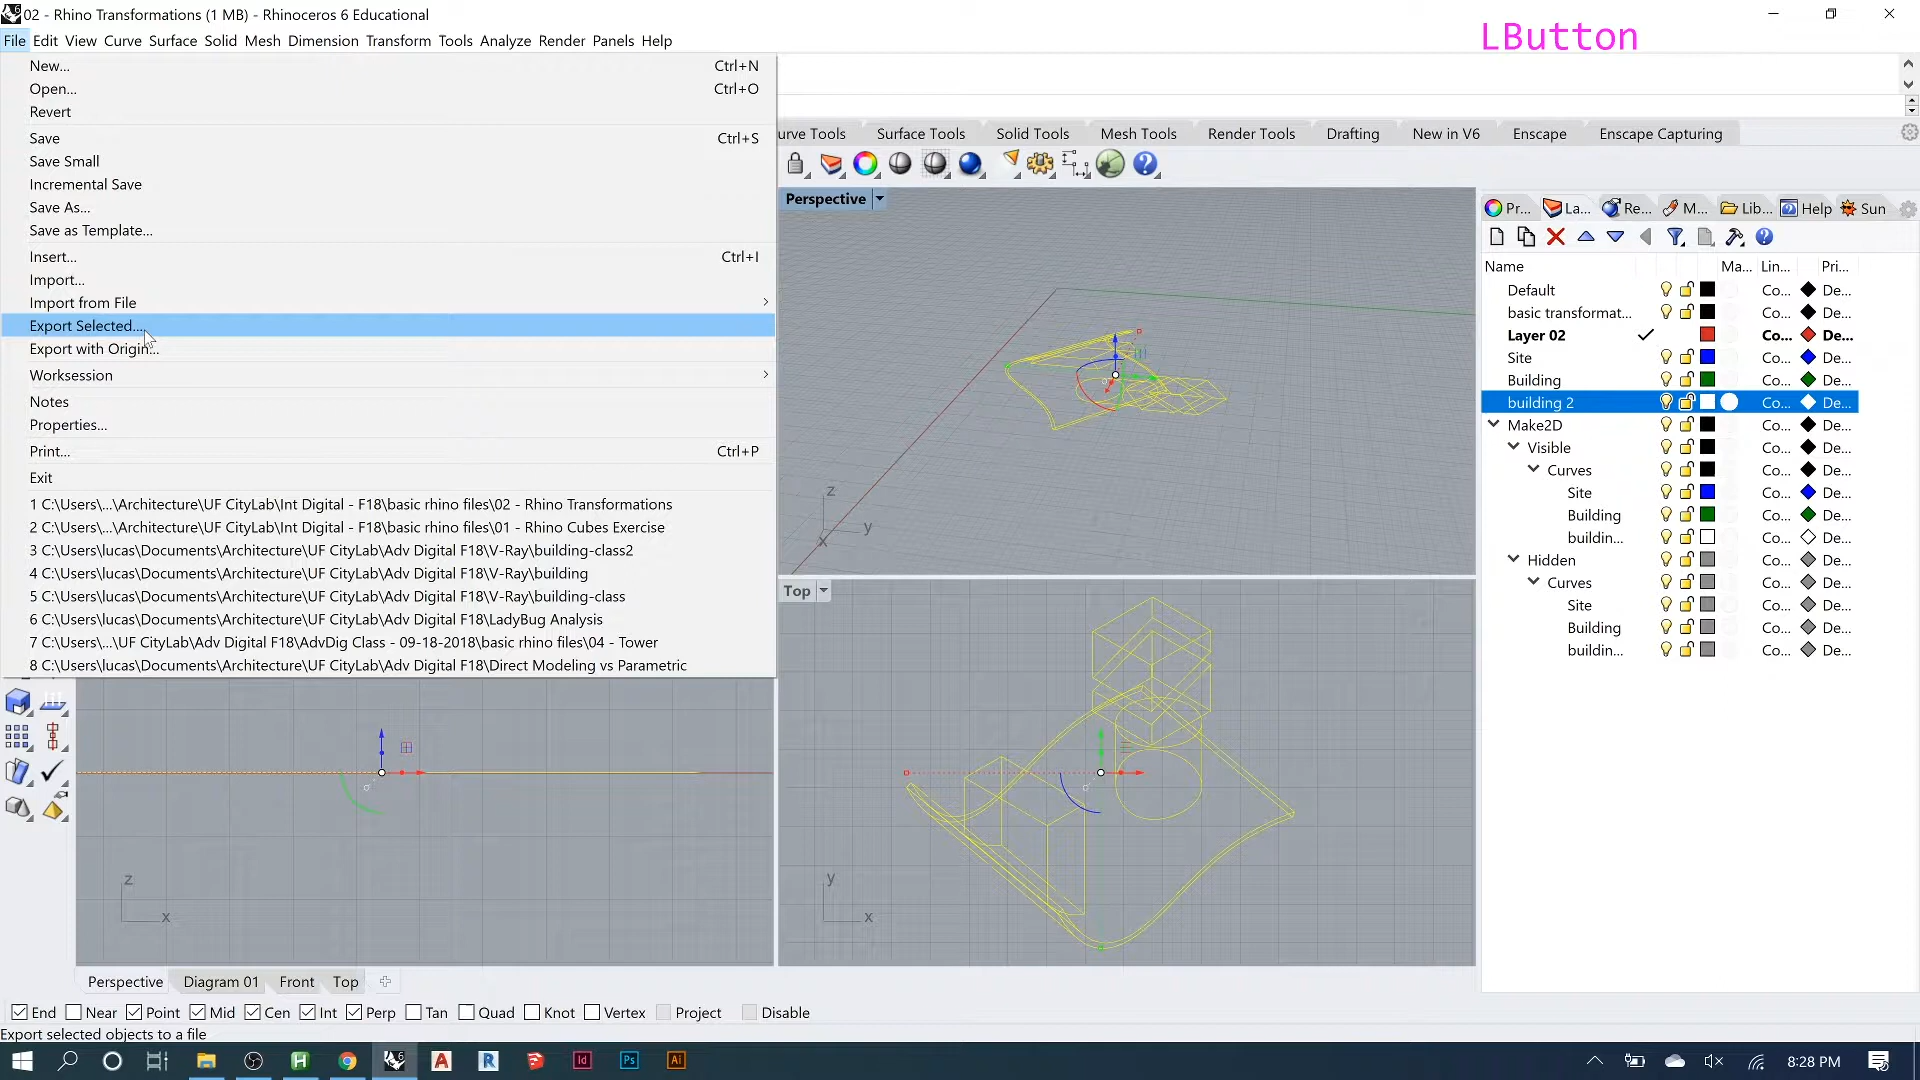 02 - Rhino Transformations (1 MB) - Rhinoceros 6 Educational
LButton
File Edit View Curve Surface Solid Mesh Dimension Transform Tools Analyze Render Panels Help
New... Ctrl+N
Open... Ctrl+O
Revert
Save Ctrl+S
Save Small
Incremental Save
Save As...
Save as Template...
Insert... Ctrl+I
Import...
Import from File
Export Selected...
Export with Origin...
Worksession
Notes
Properties...
Print... Ctrl+P
Exit
1 C:\Users\...\Architecture\UF CityLab\Int Digital - F18\basic rhino files\02 - Rhino Transformations
2 C:\Users\...\Architecture\UF CityLab\Int Digital - F18\basic rhino files\01 - Rhino Cubes Exercise
3 C:\Users\lucas\Documents\Architecture\UF CityLab\Adv Digital F18\V-Ray\building-class2
4 C:\Users\lucas\Documents\Architecture\UF CityLab\Adv Digital F18\V-Ray\building
5 C:\Users\lucas\Documents\Architecture\UF CityLab\Adv Digital F18\V-Ray\building-class
6 C:\Users\lucas\Documents\Architecture\UF CityLab\Adv Digital F18\LadyBug Analysis
7 C:\Users\...\UF CityLab\Adv Digital F18\AdvDig Class - 09-18-2018\basic rhino files\04 - Tower
8 C:\Users\lucas\Documents\Architecture\UF CityLab\Adv Digital F18\Direct Modeling vs Parametric
urve Tools Surface Tools Solid Tools Mesh Tools Render Tools Drafting New in V6 Enscape Enscape Capturing
Perspective
z
y
x
Top
y
x
z
x
Pr... La... Re... M... Lib... Help Sun
Name Ma... Lin... Pri...
Default Co... De...
basic transformat... Co... De...
Layer 02 Co... De...
Site Co... De...
Building Co... De...
building 2 Co... De...
Make2D Co... De...
Visible Co... De...
Curves Co... De...
Site Co... De...
Building Co... De...
buildin... Co... De...
Hidden Co... De...
Curves Co... De...
Site Co... De...
Building Co... De...
buildin... Co... De...
Perspective Diagram 01 Front Top
End Near Point Mid Cen Int Perp Tan Quad Knot Vertex Project Disable
Export selected objects to a file
H 6 A R Id Ps Ai 8:28 PM